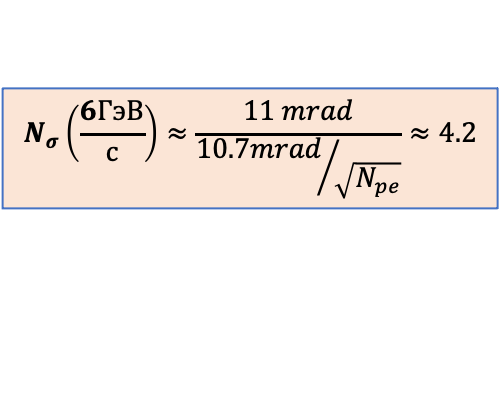 N_σ (6ГэВ/с) ≈ 11 mrad / (10.7mrad/√N_pe) ≈ 4.2